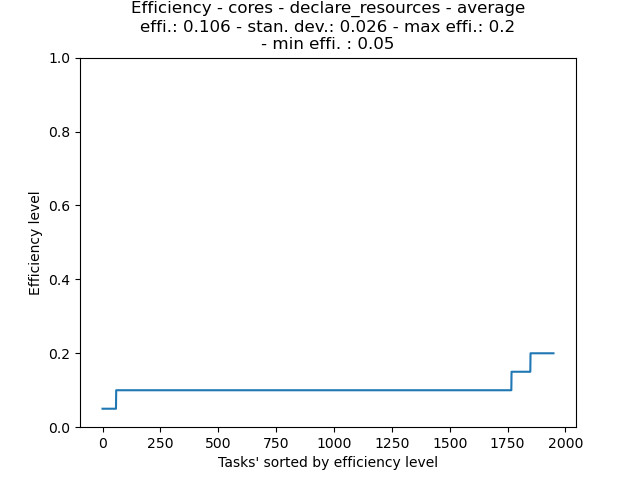 Efficiency - cores - declare_resources - average
effi.: 0.106 - stan. dev.: 0.026 - max effi.: 0.2
- min effi. : 0.05
1.0
0.8
0.6
0.4
0.2
0.0
Efficiency level
0 250 500 750 1000 1250 1500 1750 2000
Tasks' sorted by efficiency level